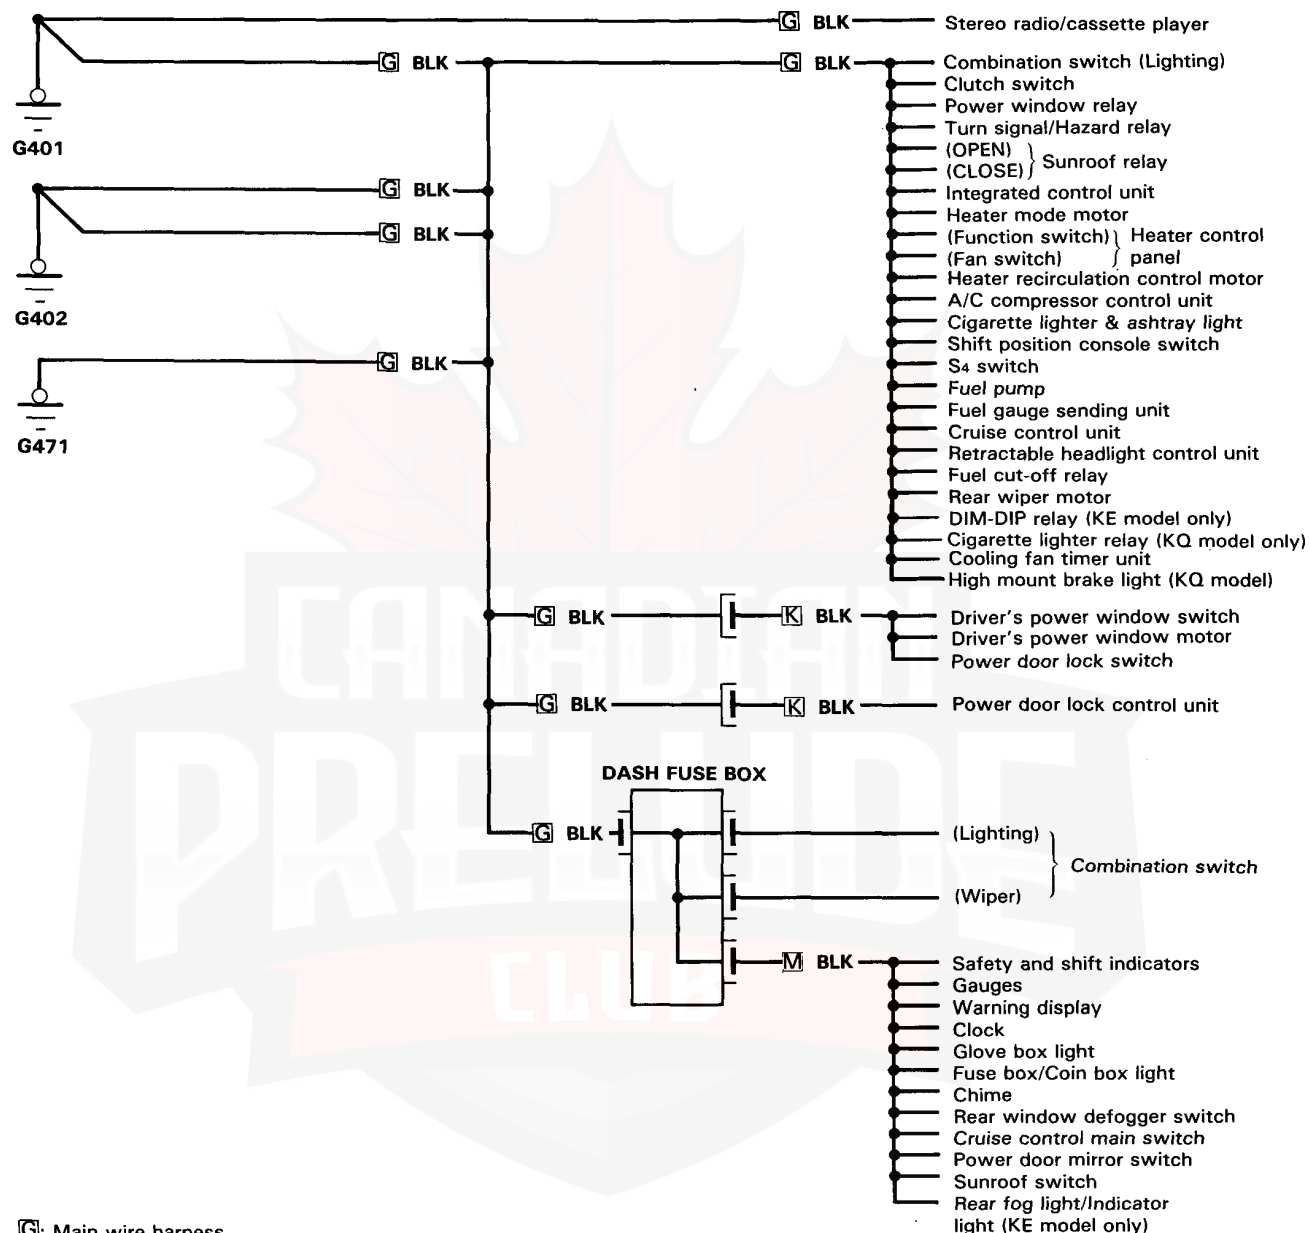 G BLK Stereo radio/cassette player
G BLK G BLK Combination switch (Lighting)
Clutch switch
Power window relay
Turn signal/Hazard relay
G401
(OPEN)
(CLOSE) Sunroof relay
G BLK Integrated control unit
Heater mode motor
G BLK (Function switch) Heater control
(Fan switch) panel
Heater recirculation control motor
A/C compressor control unit
G402
Cigarette lighter & ashtray light
Shift position console switch
G BLK S4 switch
Fuel pump
Fuel gauge sending unit
Cruise control unit
G471
Retractable headlight control unit
Fuel cut-off relay
Rear wiper motor
DIM-DIP relay (KE model only)
Cigarette lighter relay (KQ model only)
Cooling fan timer unit
High mount brake light (KQ model)
G BLK K BLK Driver's power window switch
Driver's power window motor
Power door lock switch
G BLK K BLK Power door lock control unit
DASH FUSE BOX
G BLK (Lighting)
Combination switch
(Wiper)
M BLK Safety and shift indicators
Gauges
Warning display
Clock
Glove box light
Fuse box/Coin box light
Chime
Rear window defogger switch
Cruise control main switch
Power door mirror switch
Sunroof switch
Rear fog light/Indicator
light (KE model only)
G: Main wire harness
CANADIAN
PRELUDE
CLUB